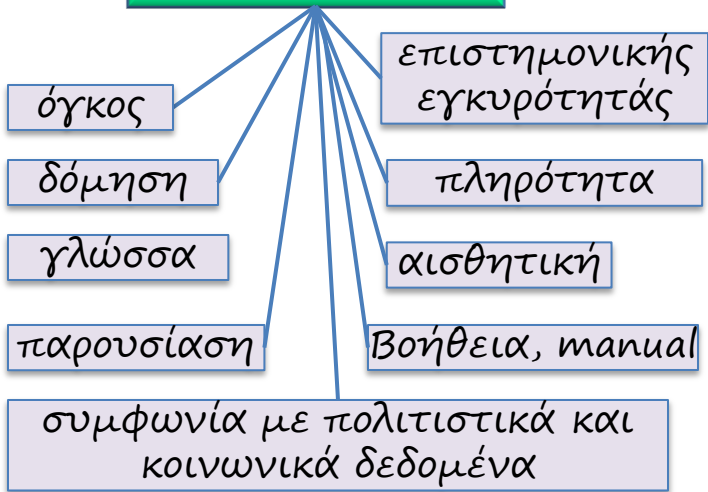 επιστημονικής
εγκυρότητάς
όγκος
δόμηση
πληρότητα
γλώσσα
αισθητική
παρουσίαση
Βοήθεια, manual
συμφωνία με πολιτιστικά και
κοινωνικά δεδομένα